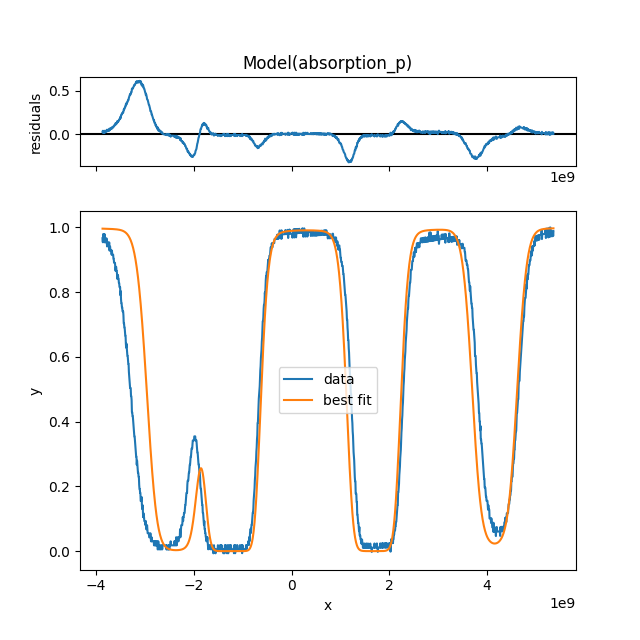 Model(absorption_p)
residuals
0.5
0.0
1e9
y
1.0
0.8
0.6
0.4
0.2
0.0
data
best fit
−4
−2
0
2
4
x
1e9